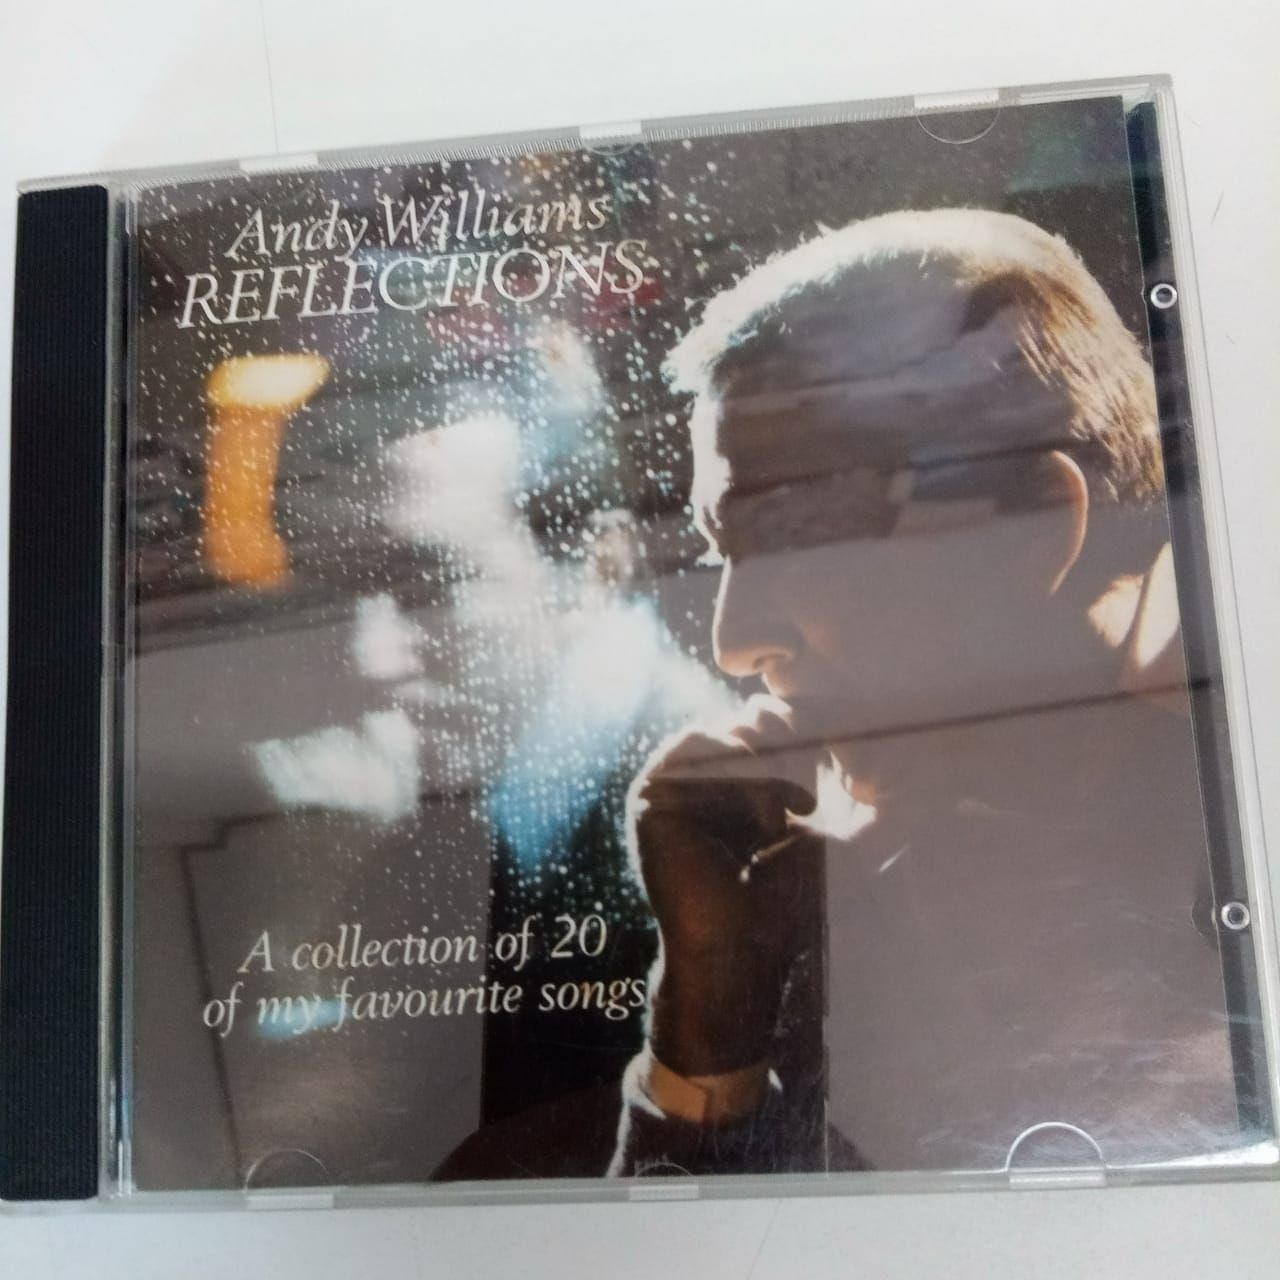 Andy Williams
REFLECTIONS
A collection of 20
of my favourite songs